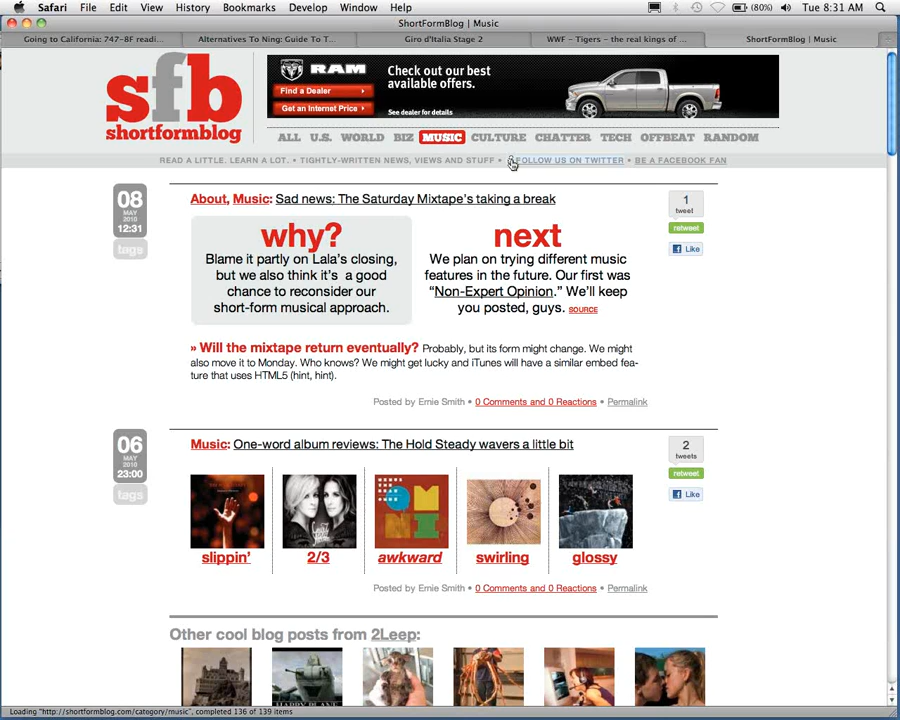 Safari File Edit View History Bookmarks Develop Window Help (80%) Tue 8:31 AM
ShortFormBlog | Music
Going to California: 747-8F readi... Alternatives To Ning: Guide To T... Giro d'Italia Stage 2 WWF - Tigers - the real kings of ... ShortFormBlog | Music
sfb
shortformblog
RAM
Find a Dealer
Get an Internet Price
Check out our best
available offers.
See dealer for details
ALL U.S. WORLD BIZ MUSIC CULTURE CHATTER TECH OFFBEAT RANDOM
READ A LITTLE. LEARN A LOT. • TIGHTLY-WRITTEN NEWS, VIEWS AND STUFF • FOLLOW US ON TWITTER • BE A FACEBOOK FAN
08
MAY
2010
12:31
tags
About, Music: Sad news: The Saturday Mixtape's taking a break
1
tweet
retweet
Like
why?
Blame it partly on Lala's closing,
but we also think it's a good
chance to reconsider our
short-form musical approach.
next
We plan on trying different music
features in the future. Our first was
“Non-Expert Opinion.” We'll keep
you posted, guys. SOURCE
» Will the mixtape return eventually? Probably, but its form might change. We might
also move it to Monday. Who knows? We might get lucky and iTunes will have a similar embed fea-
ture that uses HTML5 (hint, hint).
Posted by Ernie Smith • 0 Comments and 0 Reactions • Permalink
06
MAY
2010
23:00
tags
Music: One-word album reviews: The Hold Steady wavers a little bit
2
tweets
retweet
Like
slippin' 2/3 awkward swirling glossy
Posted by Ernie Smith • 0 Comments and 0 Reactions • Permalink
Other cool blog posts from 2Leep:
Loading "http://shortformblog.com/category/music", completed 136 of 139 items